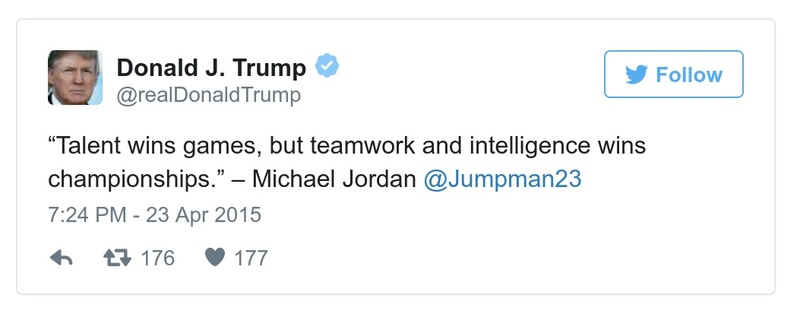 Donald J. Trump
@realDonaldTrump
Follow
“Talent wins games, but teamwork and intelligence wins
championships.” – Michael Jordan @Jumpman23
7:24 PM - 23 Apr 2015
176 177